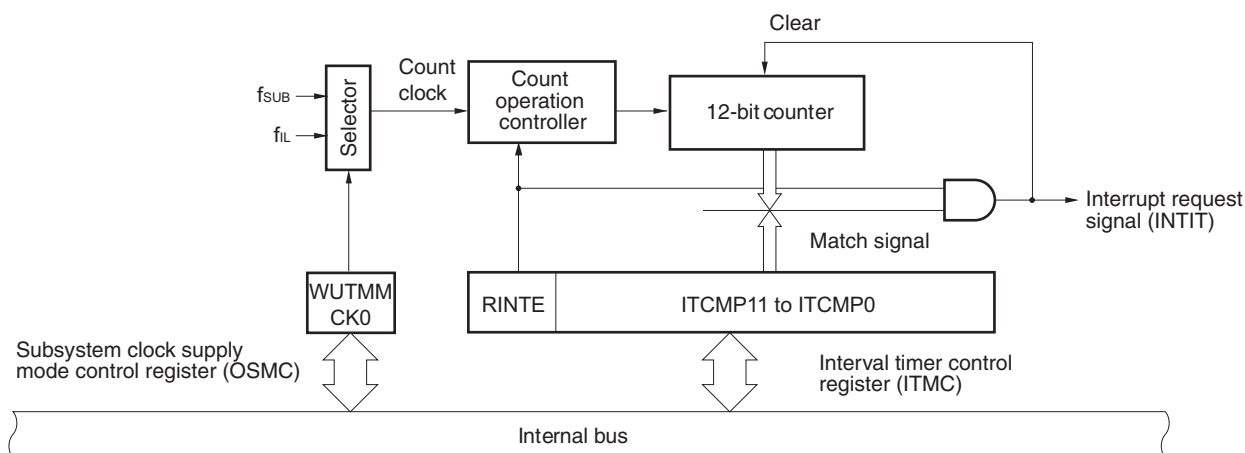 Clear
Count
clock
fSUB
fIL
Selector
Count
operation
controller
12-bit counter
Interrupt request
signal (INTIT)
Match signal
WUTMM
CK0
RINTE
ITCMP11 to ITCMP0
Subsystem clock supply
mode control register (OSMC)
Interval timer control
register (ITMC)
Internal bus